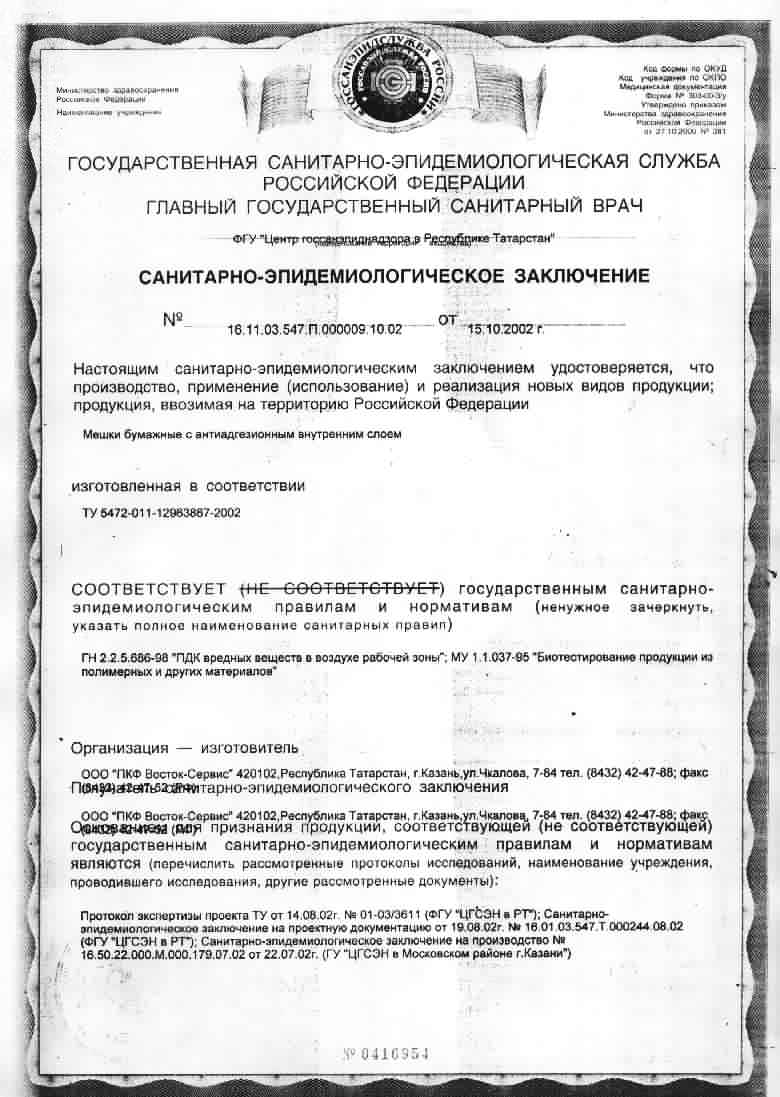 Министерство здравоохранения
Российской Федерации
Наименование учреждения
РОССАНЭПИДСЛУЖБА РОССИИ
Код формы по ОКУД
Код учреждения по ОКПО
Медицинская документация
Форма № 303-00-3/у
Утверждено приказом
Министерства здравоохранения
Российской Федерации
от 27.10.2000 № 381
ГОСУДАРСТВЕННАЯ САНИТАРНО-ЭПИДЕМИОЛОГИЧЕСКАЯ СЛУЖБА
РОССИЙСКОЙ ФЕДЕРАЦИИ
ГЛАВНЫЙ ГОСУДАРСТВЕННЫЙ САНИТАРНЫЙ ВРАЧ
ФГУ "Центр госсанэпиднадзора в Республике Татарстан"
САНИТАРНО-ЭПИДЕМИОЛОГИЧЕСКОЕ ЗАКЛЮЧЕНИЕ
№ 16.11.03.547.П.000009.10.02 ОТ 15.10.2002 г.
Настоящим санитарно-эпидемиологическим заключением удостоверяется, что
производство, применение (использование) и реализация новых видов продукции;
продукция, ввозимая на территорию Российской Федерации
Мешки бумажные с антиадгезионным внутренним слоем
изготовленная в соответствии
ТУ 5472-011-12983887-2002
СООТВЕТСТВУЕТ (НЕ СООТВЕТСТВУЕТ) государственным санитарно-
эпидемиологическим правилам и нормативам (ненужное зачеркнуть,
указать полное наименование санитарных правил)
ГН 2.2.5.686-98 "ПДК вредных веществ в воздухе рабочей зоны"; МУ 1.1.037-95 "Биотестирование продукции из
полимерных и других материалов"
Организация — изготовитель
ООО "ПКФ Восток-Сервис" 420102,Республика Татарстан, г.Казань,ул.Чкалова, 7-84 тел. (8432) 42-47-88; факс
(8432) 42-47-52 (РФ)
Получатель санитарно-эпидемиологического заключения
ООО "ПКФ Восток-Сервис" 420102,Республика Татарстан, г.Казань,ул.Чкалова, 7-84 тел. (8432) 42-47-88; факс
(8432) 42-47-52 (РФ)
Основанием для признания продукции, соответствующей (не соответствующей)
государственным санитарно-эпидемиологическим правилам и нормативам
являются (перечислить рассмотренные протоколы исследований, наименование учреждения,
проводившего исследования, другие рассмотренные документы):
Протокол экспертизы проекта ТУ от 14.08.02г. № 01-03/3611 (ФГУ "ЦГСЭН в РТ"); Санитарно-
эпидемиологическое заключение на проектную документацию от 19.08.02г. № 16.01.03.547.Т.000244.08.02
(ФГУ "ЦГСЭН в РТ"); Санитарно-эпидемиологическое заключение на производство №
16.50.22.000.М.000.179.07.02 от 22.07.02г. (ГУ "ЦГСЭН в Московском районе г.Казани")
№ 0416954